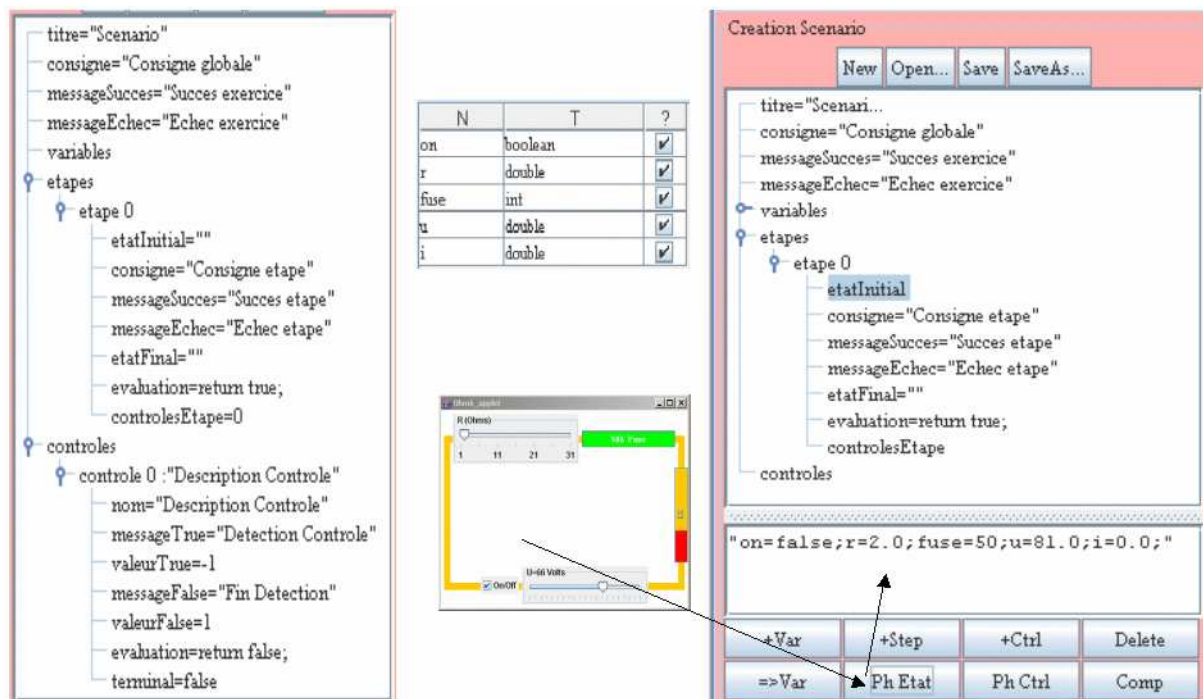 titre="Scenario"
consigne="Consigne globale"
messageSucces="Succes exercice"
messageEchec="Echec exercice"
variables
etapes
etape 0
etatInitial=""
consigne="Consigne etape"
messageSucces="Succes etape"
messageEchec="Echec etape"
etatFinal=""
evaluation=return true;
controlesEtape=0
controles
controle 0 :"Description Controle"
nom="Description Controle"
messageTrue="Detection Controle"
valeurTrue=-1
messageFalse="Fin Detection"
valeurFalse=1
evaluation=return false;
terminal=false
N T ?
on boolean
r double
fuse int
u double
i double
R (Ohms)
1 11 21 31
On/Off
U=66 Volts
Creation Scenario
New Open... Save SaveAs...
titre="Scenari...
consigne="Consigne globale"
messageSucces="Succes exercice"
messageEchec="Echec exercice"
variables
etapes
etape 0
etatInitial
consigne="Consigne etape"
messageSucces="Succes etape"
messageEchec="Echec etape"
etatFinal=""
evaluation=return true;
controlesEtape
controles
"on=false;r=2.0;fuse=50;u=81.0;i=0.0;"
+Var +Step +Ctrl Delete
=>Var Ph Etat Ph Ctrl Comp